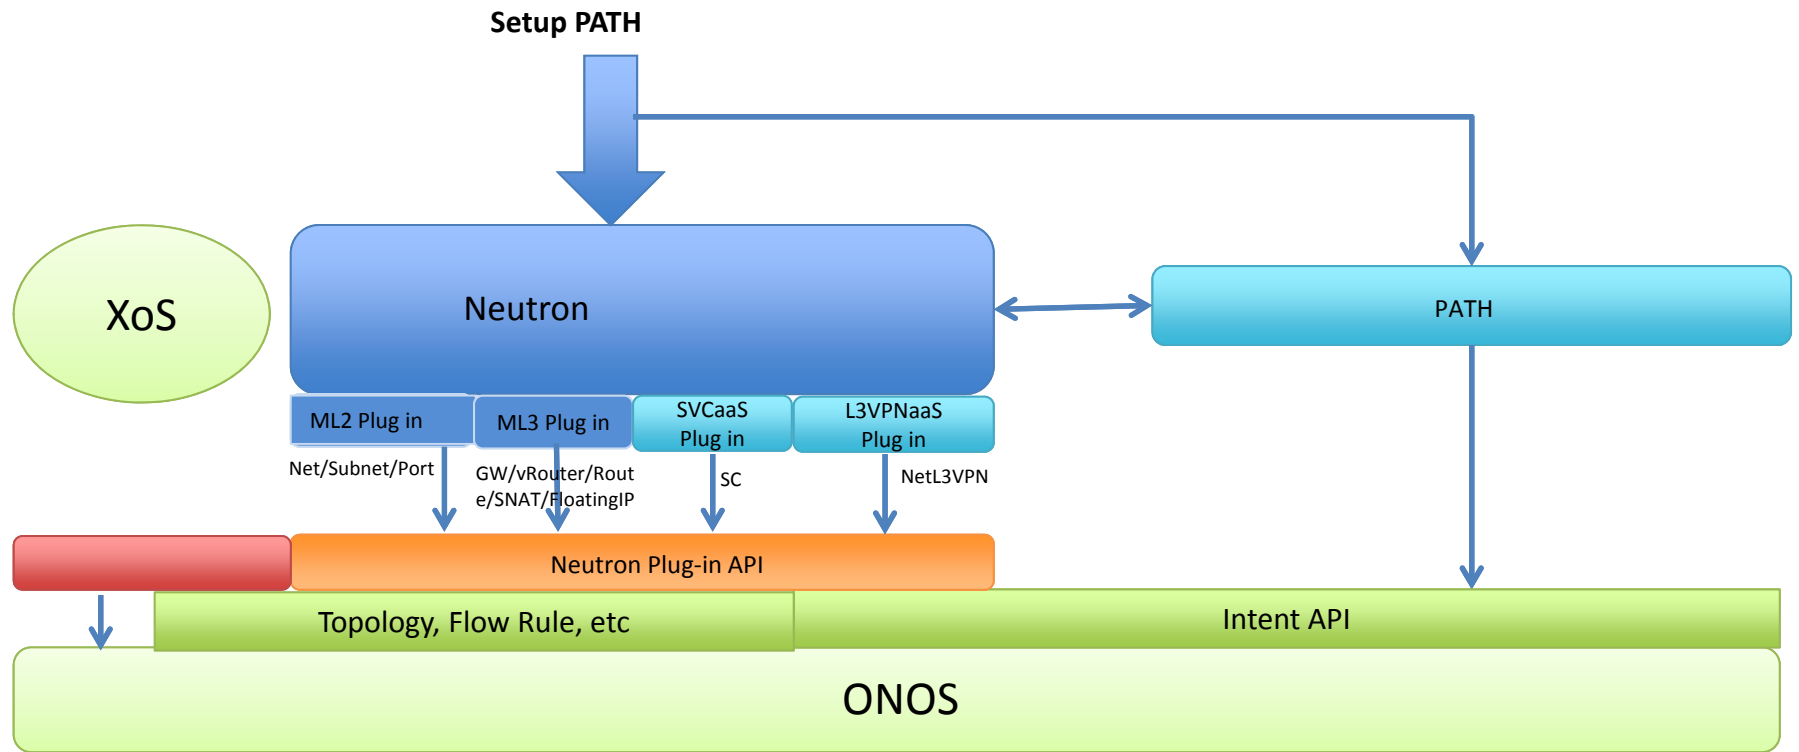 Setup PATH
XoS
Neutron
PATH
ML2 Plug in
ML3 Plug in
SVCaaS
Plug in
L3VPNaaS
Plug in
Net/Subnet/Port
GW/vRouter/Rout
e/SNAT/FloatingIP
SC
NetL3VPN
Neutron Plug-in API
Topology, Flow Rule, etc
Intent API
ONOS